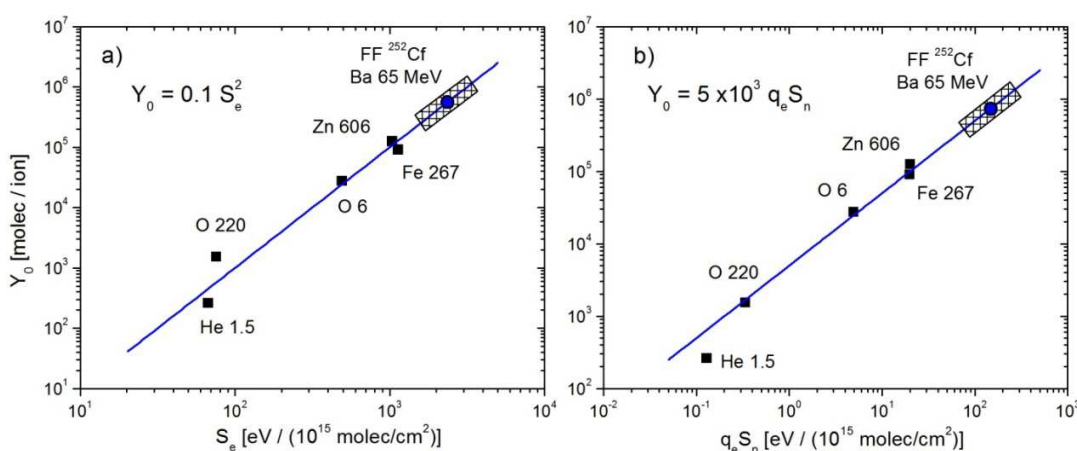 a)
Y₀ = 0.1 Sₑ²
FF ²⁵²Cf
Ba 65 MeV
Zn 606
Fe 267
O 6
O 220
He 1.5
Y₀ [molec / ion]
10⁷
10⁶
10⁵
10⁴
10³
10²
10¹
10¹
10²
10³
10⁴
Sₑ [eV / (10¹⁵ molec/cm²)]
b)
Y₀ = 5 x10³ qₑSₙ
FF ²⁵²Cf
Ba 65 MeV
Zn 606
Fe 267
O 6
O 220
He 1.5
10⁷
10⁶
10⁵
10⁴
10³
10²
10⁻²
10⁻¹
10⁰
10¹
10²
10³
qₑSₙ [eV / (10¹⁵ molec/cm²)]